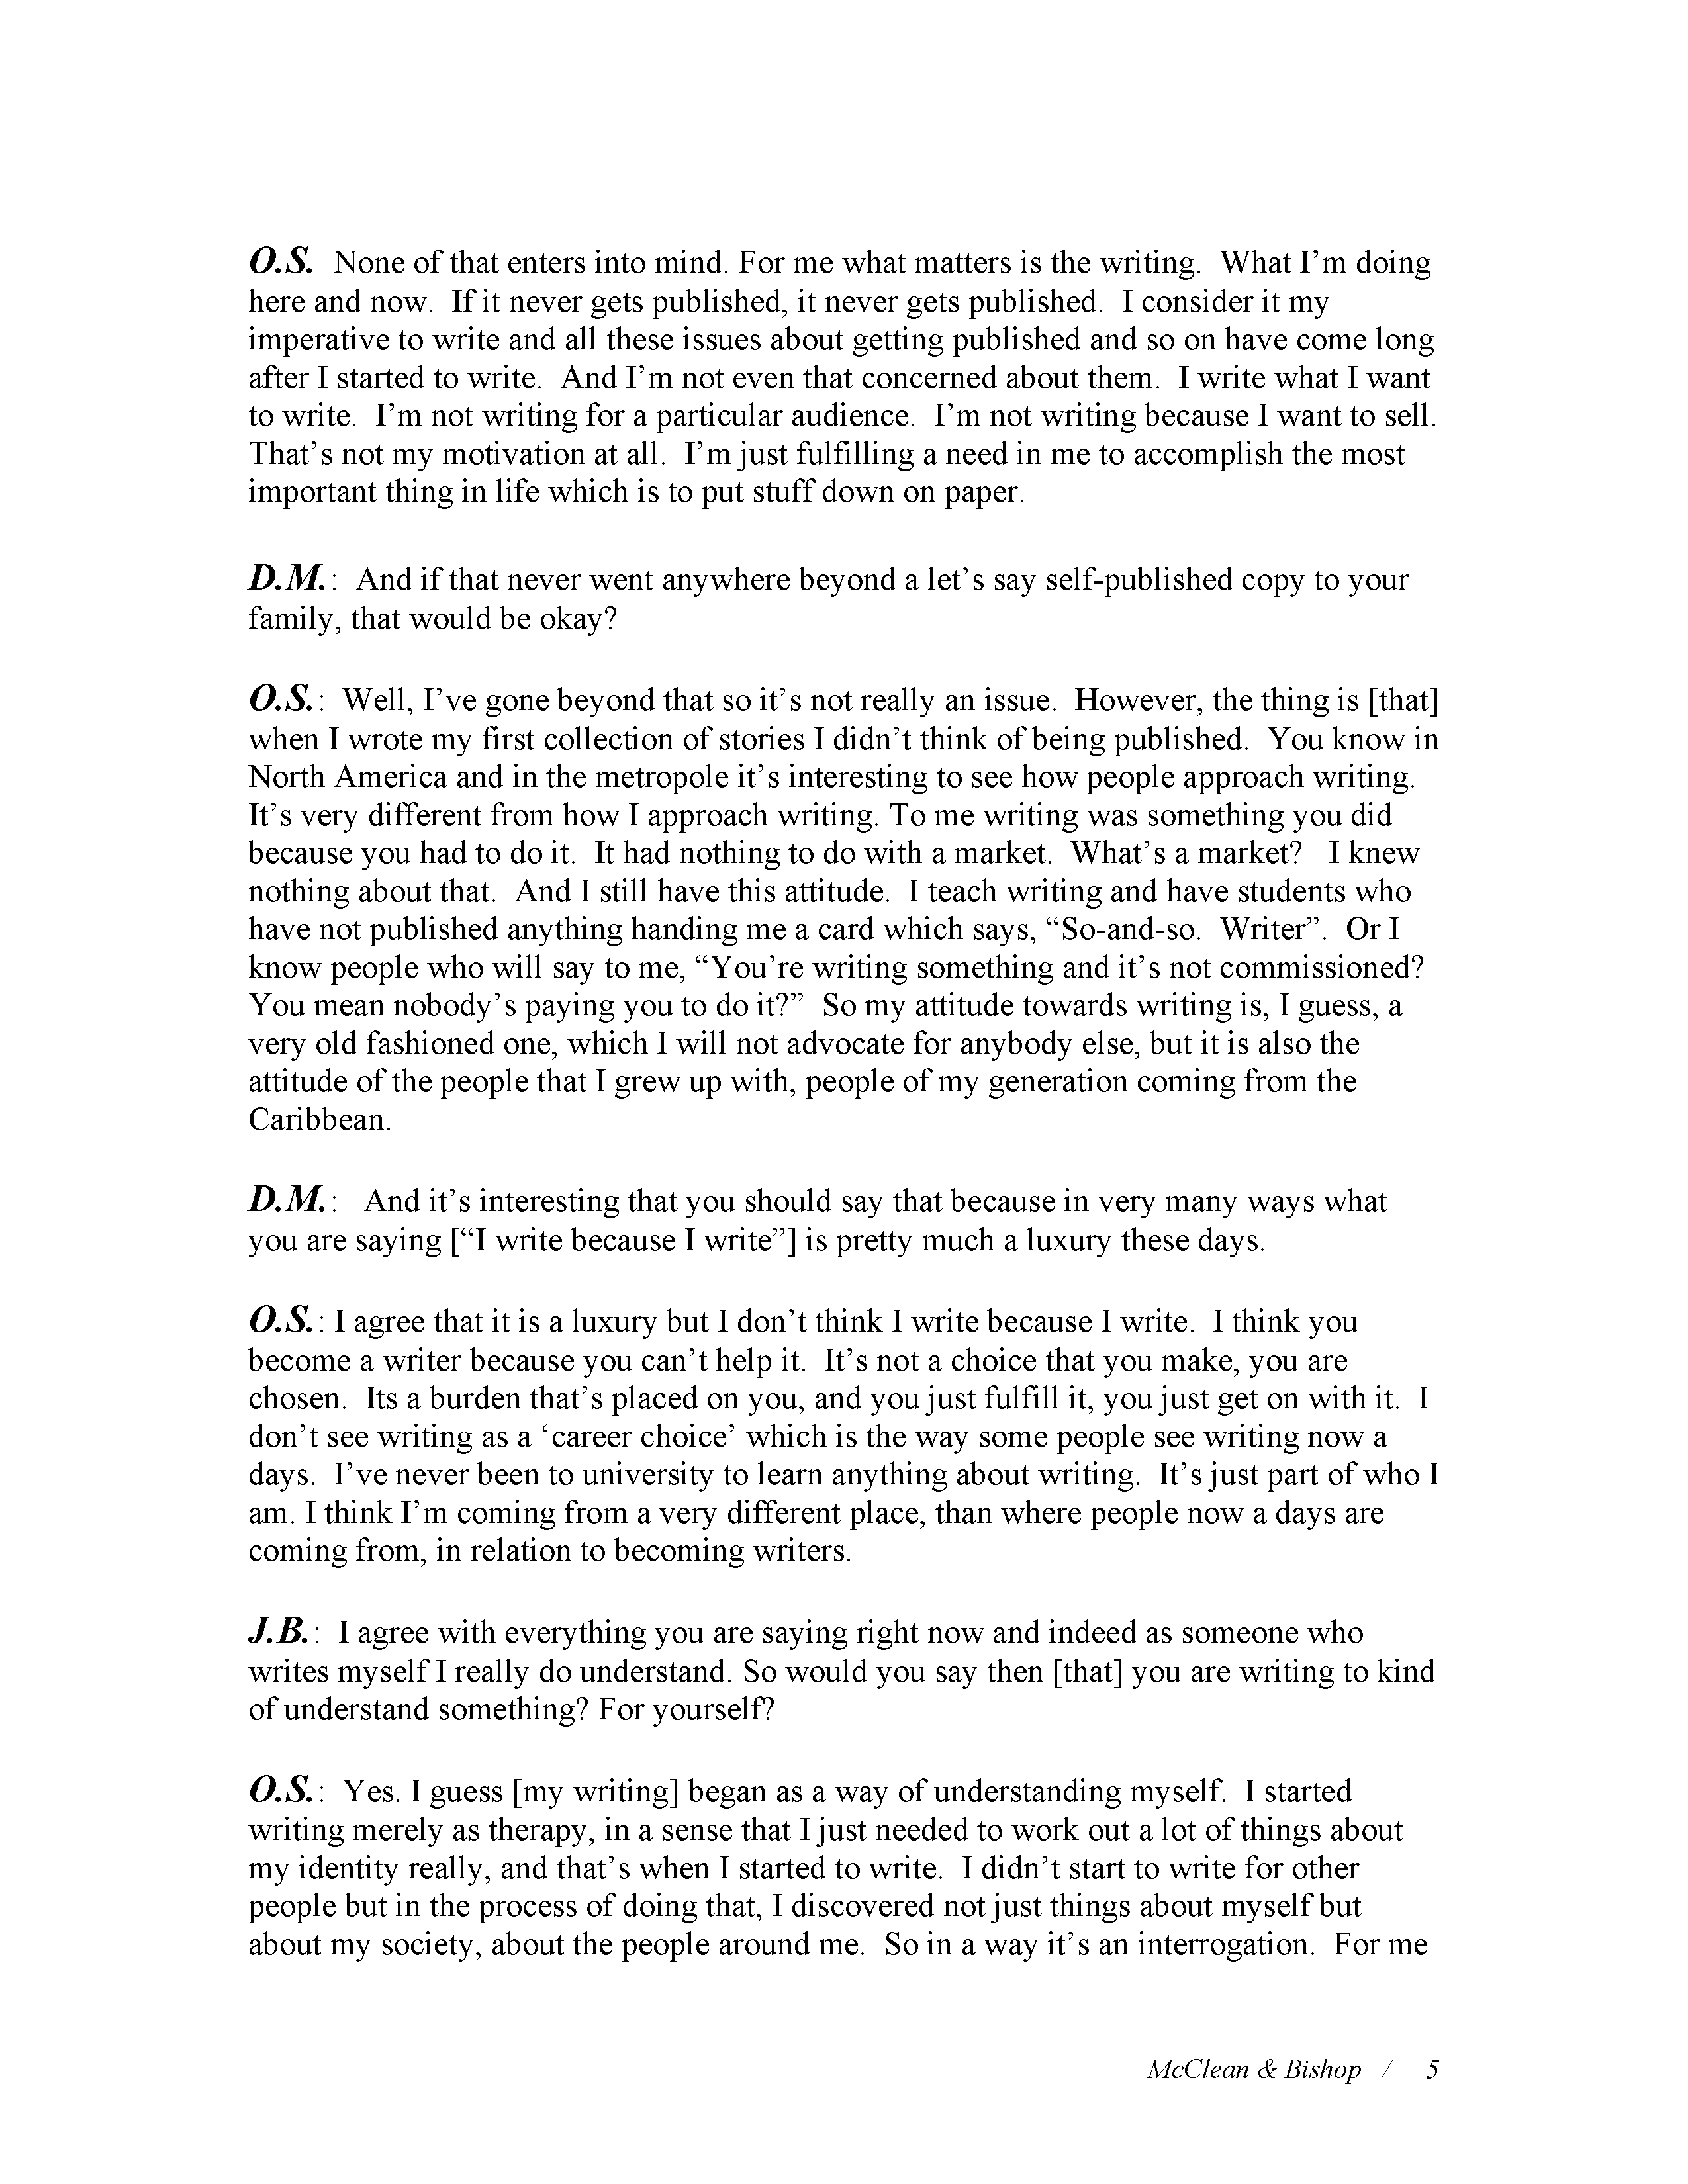 O.S.  None of that enters into mind. For me what matters is the writing.  What I’m doing
here and now.  If it never gets published, it never gets published.  I consider it my
imperative to write and all these issues about getting published and so on have come long
after I started to write.  And I’m not even that concerned about them.  I write what I want
to write.  I’m not writing for a particular audience.  I’m not writing because I want to sell.
That’s not my motivation at all.  I’m just fulfilling a need in me to accomplish the most
important thing in life which is to put stuff down on paper.
D.M.:  And if that never went anywhere beyond a let’s say self-published copy to your
family, that would be okay?
O.S.:  Well, I’ve gone beyond that so it’s not really an issue.  However, the thing is [that]
when I wrote my first collection of stories I didn’t think of being published.  You know in
North America and in the metropole it’s interesting to see how people approach writing.
It’s very different from how I approach writing. To me writing was something you did
because you had to do it.  It had nothing to do with a market.  What’s a market?   I knew
nothing about that.  And I still have this attitude.  I teach writing and have students who
have not published anything handing me a card which says, “So-and-so.  Writer”.  Or I
know people who will say to me, “You’re writing something and it’s not commissioned?
You mean nobody’s paying you to do it?”  So my attitude towards writing is, I guess, a
very old fashioned one, which I will not advocate for anybody else, but it is also the
attitude of the people that I grew up with, people of my generation coming from the
Caribbean.
D.M.:   And it’s interesting that you should say that because in very many ways what
you are saying [“I write because I write”] is pretty much a luxury these days.
O.S.: I agree that it is a luxury but I don’t think I write because I write.  I think you
become a writer because you can’t help it.  It’s not a choice that you make, you are
chosen.  Its a burden that’s placed on you, and you just fulfill it, you just get on with it.  I
don’t see writing as a ‘career choice’ which is the way some people see writing now a
days.  I’ve never been to university to learn anything about writing.  It’s just part of who I
am. I think I’m coming from a very different place, than where people now a days are
coming from, in relation to becoming writers.
J.B.:  I agree with everything you are saying right now and indeed as someone who
writes myself I really do understand. So would you say then [that] you are writing to kind
of understand something? For yourself?
O.S.:  Yes. I guess [my writing] began as a way of understanding myself.  I started
writing merely as therapy, in a sense that I just needed to work out a lot of things about
my identity really, and that’s when I started to write.  I didn’t start to write for other
people but in the process of doing that, I discovered not just things about myself but
about my society, about the people around me.  So in a way it’s an interrogation.  For me
McClean & Bishop  /    5